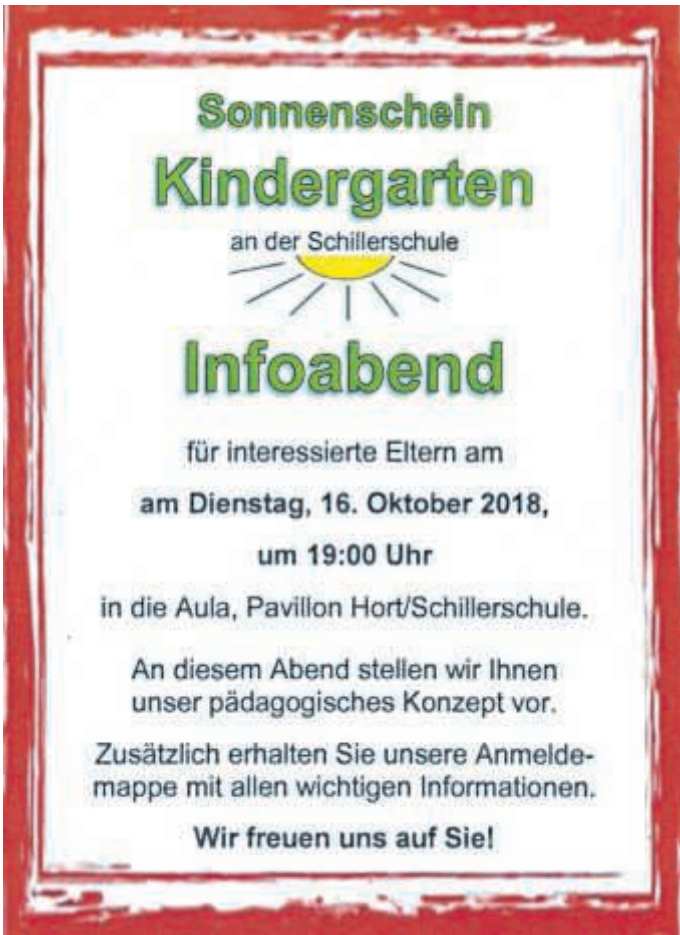 Sonnenschein
Kindergarten
an der Schillerschule
Infoabend
für interessierte Eltern am
am Dienstag, 16. Oktober 2018,
um 19:00 Uhr
in die Aula, Pavillon Hort/Schillerschule.
An diesem Abend stellen wir Ihnen
unser pädagogisches Konzept vor.
Zusätzlich erhalten Sie unsere Anmelde-
mappe mit allen wichtigen Informationen.
Wir freuen uns auf Sie!